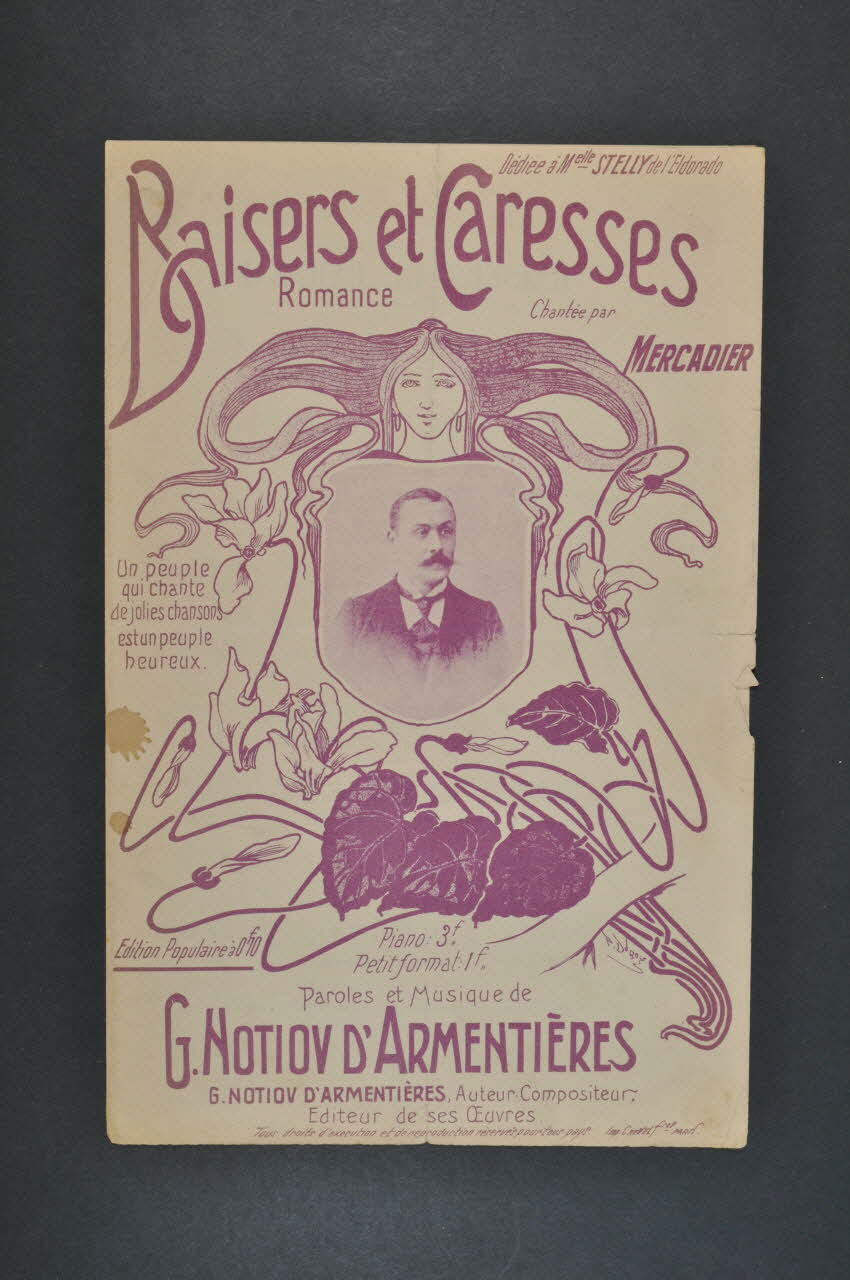 Dédiée à Melle STELLY de l'Eldorado
Baisers et Caresses
Romance
Chantée par
MERCADIER
Un peuple
qui chante
de jolies chansons
est un peuple
heureux.
Edition Populaire à 0f10
Piano: 3f.
Petit format: 1f.
Paroles et Musique de
G. NOTIOV D'ARMENTIÈRES
G. NOTIOV D'ARMENTIÈRES, Auteur-Compositeur,
Editeur de ses Œuvres
Tous droits d'exécution et de reproduction réservés pour tous pays.